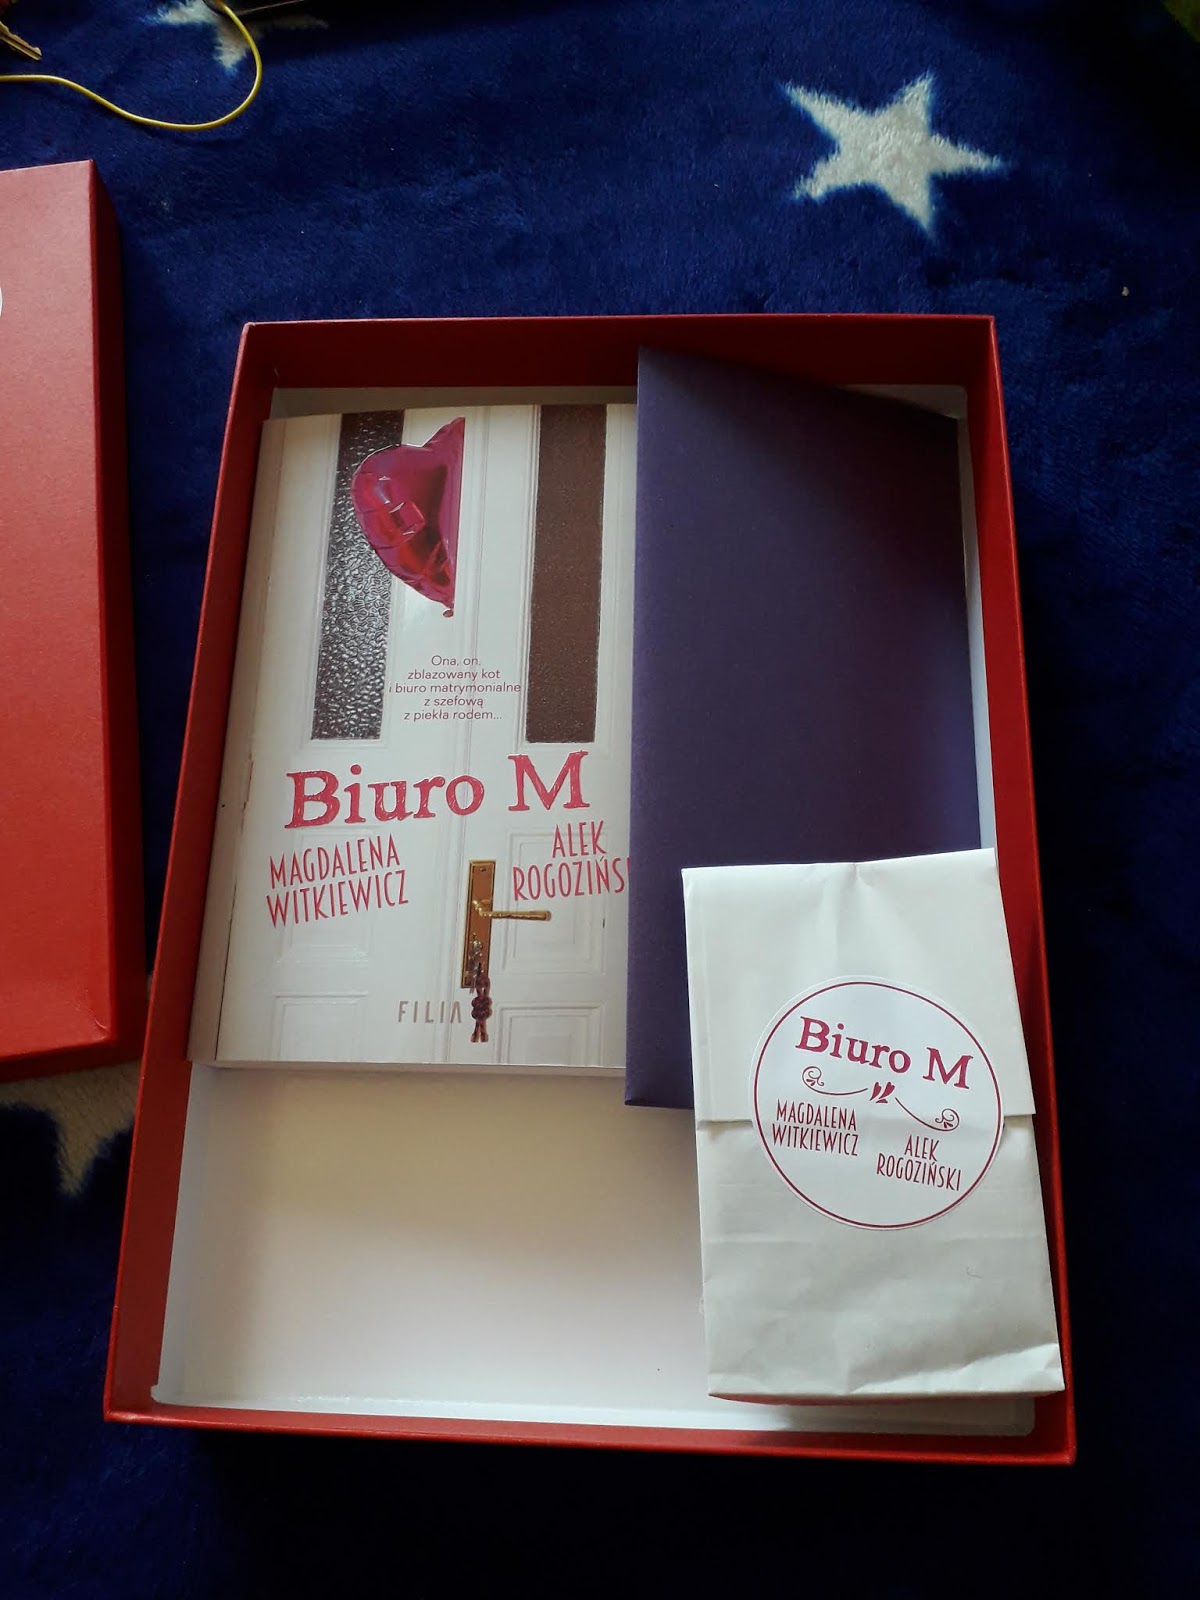 Ona, on,
zblazowany kot
i biuro matrymonialne
z szefową
z piekła rodem...
Biuro M
MAGDALENA
WITKIEWICZ
ALEK
ROGOZIŃS
FILIA
Biuro M
MAGDALENA
WITKIEWICZ
ALEK
ROGOZIŃSKI